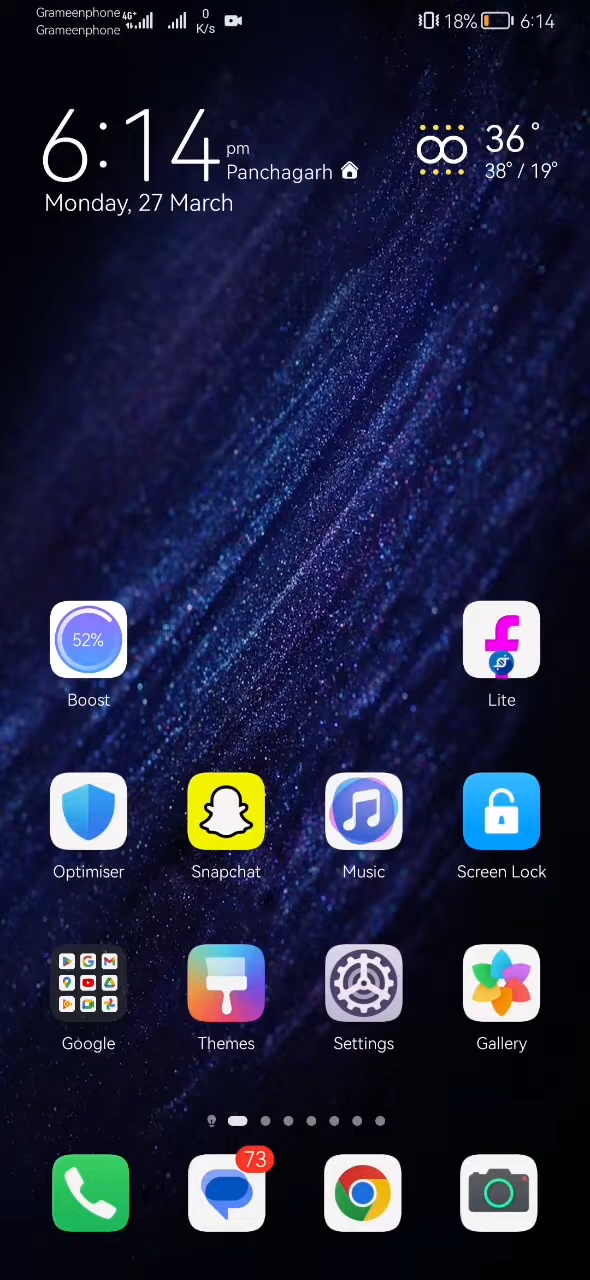 Grameenphone 4G+ 0 18% 6:14
Grameenphone K/s
6:14 pm 36°
Panchagarh 38° / 19°
Monday, 27 March
52%
Boost Lite
Optimiser Snapchat Music Screen Lock
Google Themes Settings Gallery
73